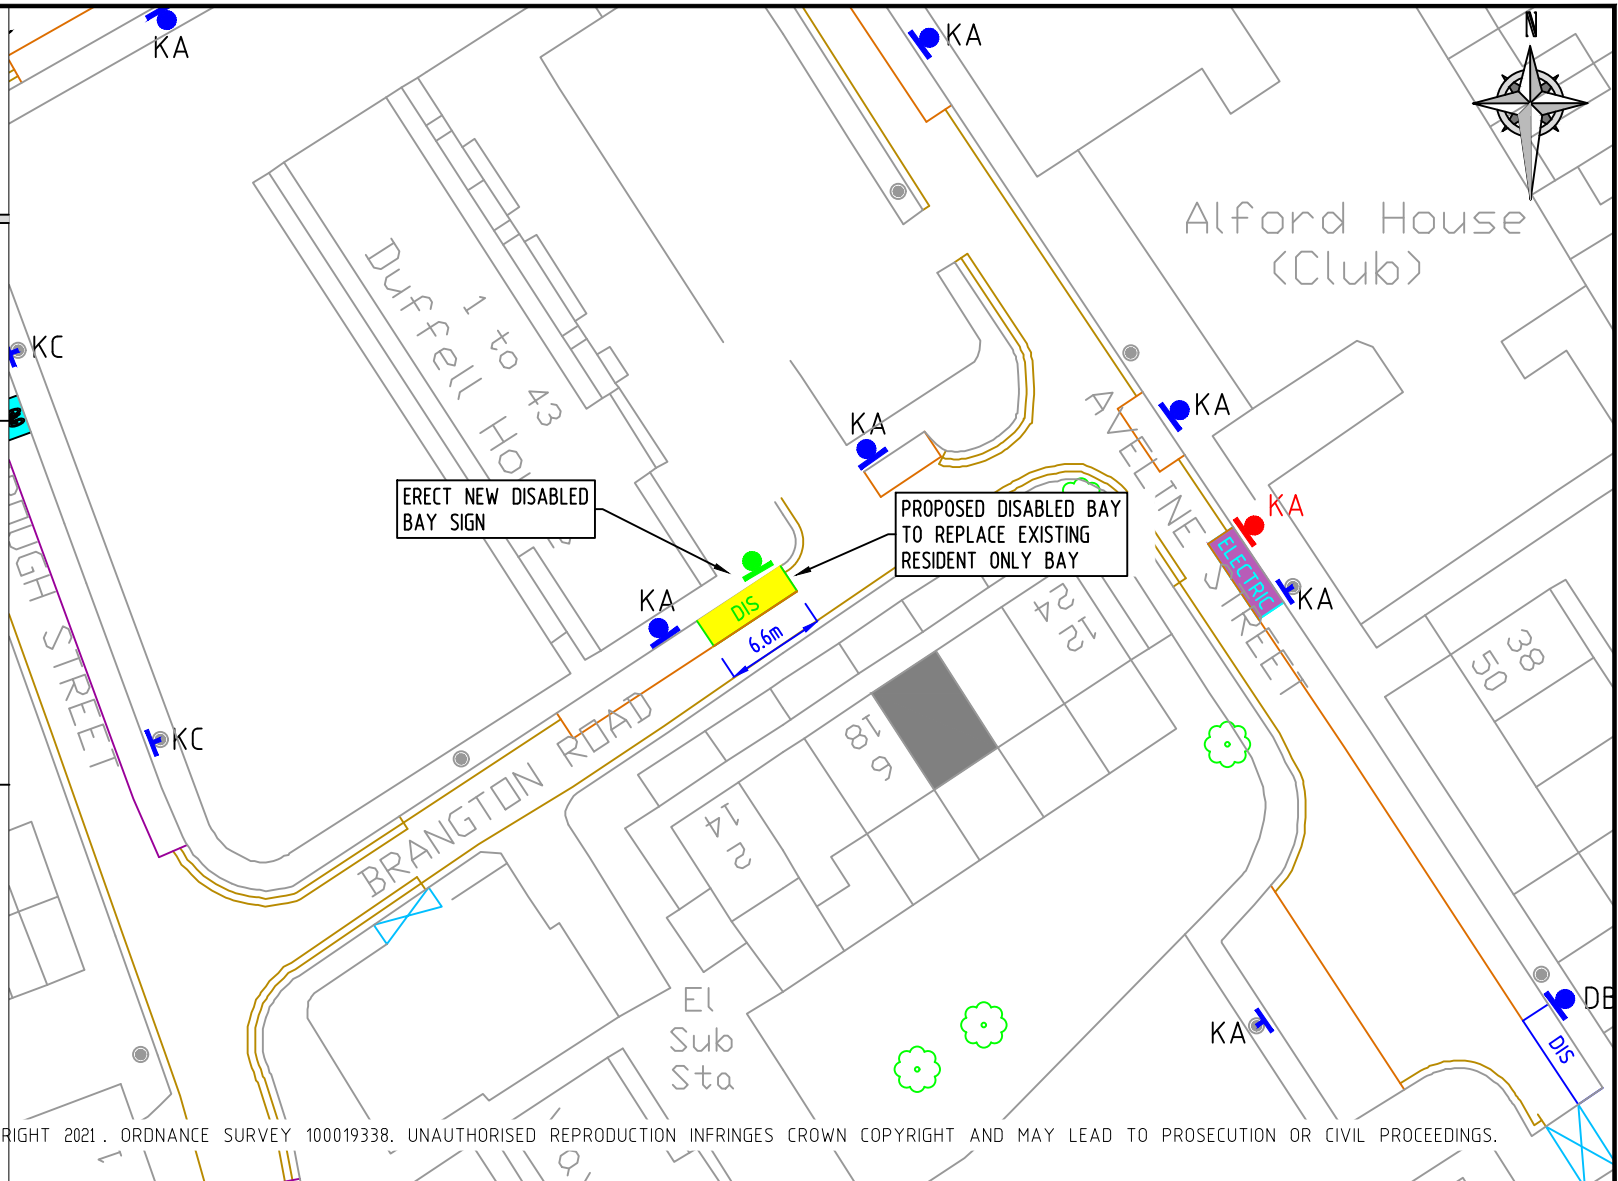 KA
KA
N
Alford House
(Club)
1 to 43
KC
KA
KA
AVELINE STREET
ERECT NEW DISABLED
BAY SIGN
PROPOSED DISABLED BAY
TO REPLACE EXISTING
RESIDENT ONLY BAY
KA
ELECTRIC
KA
KA
DIS
6.6m
24
12
38
50
STREET
KC
BRANGTON ROAD
18
6
14
2
El
Sub
Sta
KA
DIS
RIGHT 2021. ORDNANCE SURVEY 100019338. UNAUTHORISED REPRODUCTION INFRINGES CROWN COPYRIGHT AND MAY LEAD TO PROSECUTION OR CIVIL PROCEEDINGS.